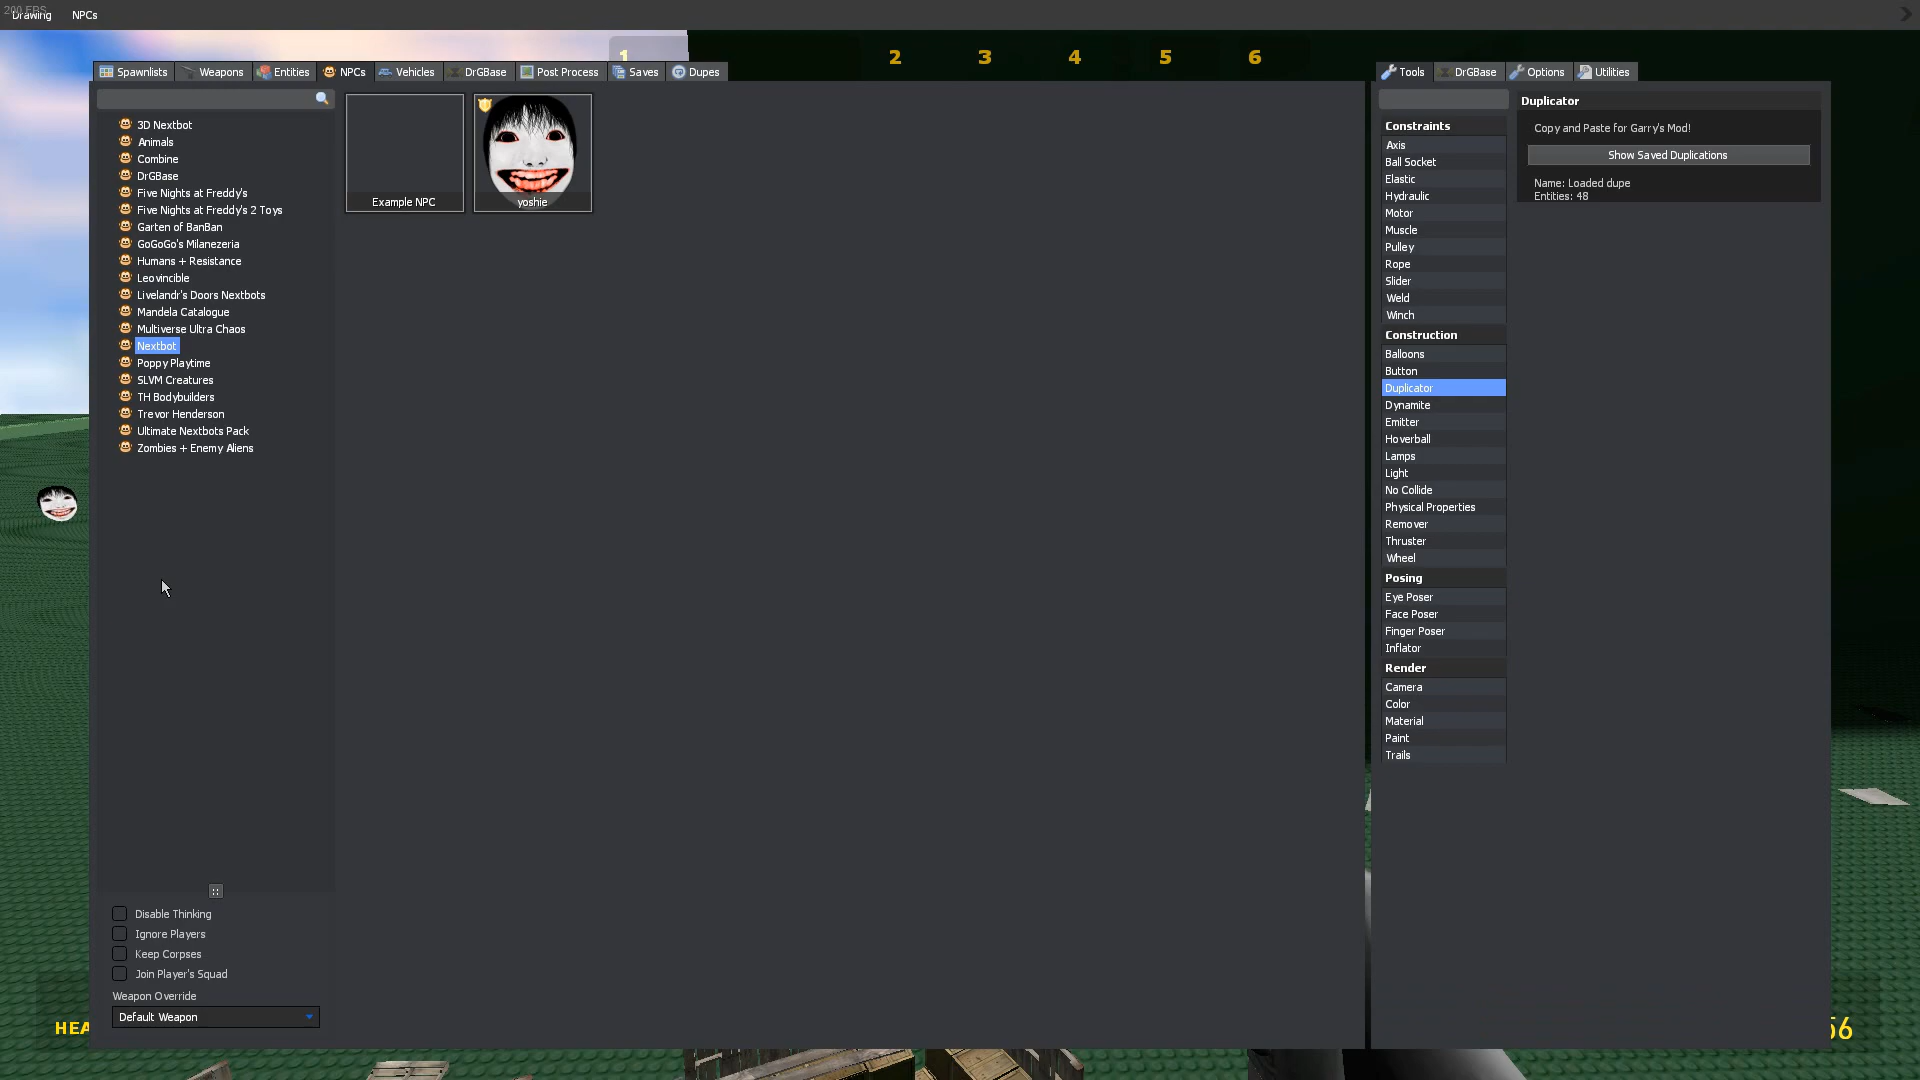 200 FPS
Drawing
NPCs
1
2
3
4
5
6
Spawnlists
Weapons
Entities
NPCs
Vehicles
DrGBase
Post Process
Saves
Dupes
3D Nextbot
Animals
Combine
DrGBase
Five Nights at Freddy's
Five Nights at Freddy's 2 Toys
Garten of BanBan
GoGoGo's Milanezeria
Humans + Resistance
Leovincible
Livelandr's Doors Nextbots
Mandela Catalogue
Multiverse Ultra Chaos
Nextbot
Poppy Playtime
SLVM Creatures
TH Bodybuilders
Trevor Henderson
Ultimate Nextbots Pack
Zombies + Enemy Aliens
Example NPC
yoshie
Disable Thinking
Ignore Players
Keep Corpses
Join Player's Squad
Weapon Override
Default Weapon
HEA
Tools
DrGBase
Options
Utilities
Constraints
Axis
Ball Socket
Elastic
Hydraulic
Motor
Muscle
Pulley
Rope
Slider
Weld
Winch
Construction
Balloons
Button
Duplicator
Dynamite
Emitter
Hoverball
Lamps
Light
No Collide
Physical Properties
Remover
Thruster
Wheel
Posing
Eye Poser
Face Poser
Finger Poser
Inflator
Render
Camera
Color
Material
Paint
Trails
Duplicator
Copy and Paste for Garry's Mod!
Show Saved Duplications
Name: Loaded dupe
Entities: 48
56